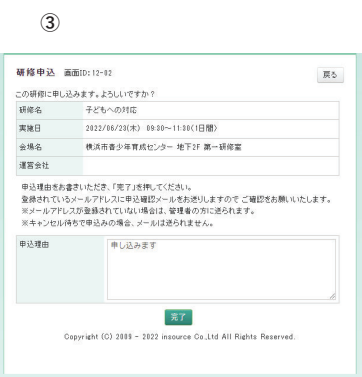 ③
研修申込 画面ID:12-02
戻る
この研修に申し込みます。よろしいですか?
研修名 子どもへの対応
実施日 2022/06/23(木) 09:30~11:30(1日間)
会場名 横浜市青少年育成センター 地下2F 第一研修室
運営会社
申込理由をお書きいただき、「完了」を押してください。
登録されているメールアドレスに申込確認メールをお送りしますので ご確認をお願いいたします。
※メールアドレスが登録されていない場合は、管理者の方に送られます。
※キャンセル待ちで申込みの場合、メールは送られません。
申込理由 申し込みます
完了
Copyright (C) 2009 - 2022 insource Co.,Ltd All Rights Reserved.